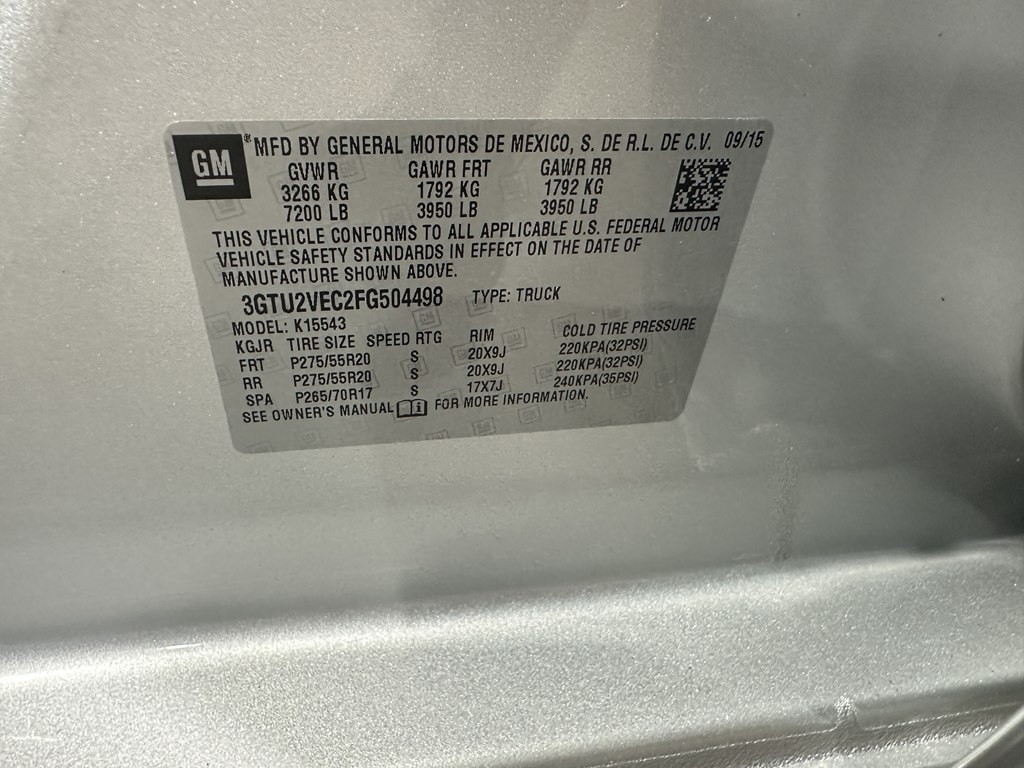 GM
MFD BY GENERAL MOTORS DE MEXICO, S. DE R.L. DE C.V. 09/15
GVWR GAWR FRT GAWR RR
3266 KG 1792 KG 1792 KG
7200 LB 3950 LB 3950 LB
THIS VEHICLE CONFORMS TO ALL APPLICABLE U.S. FEDERAL MOTOR
VEHICLE SAFETY STANDARDS IN EFFECT ON THE DATE OF
MANUFACTURE SHOWN ABOVE.
3GTU2VEC2FG504498 TYPE: TRUCK
MODEL: K15543
KGJR TIRE SIZE SPEED RTG RIM COLD TIRE PRESSURE
FRT P275/55R20 S 20X9J 220KPA(32PSI)
RR P275/55R20 S 20X9J 220KPA(32PSI)
SPA P265/70R17 S 17X7J 240KPA(35PSI)
SEE OWNER'S MANUAL FOR MORE INFORMATION.